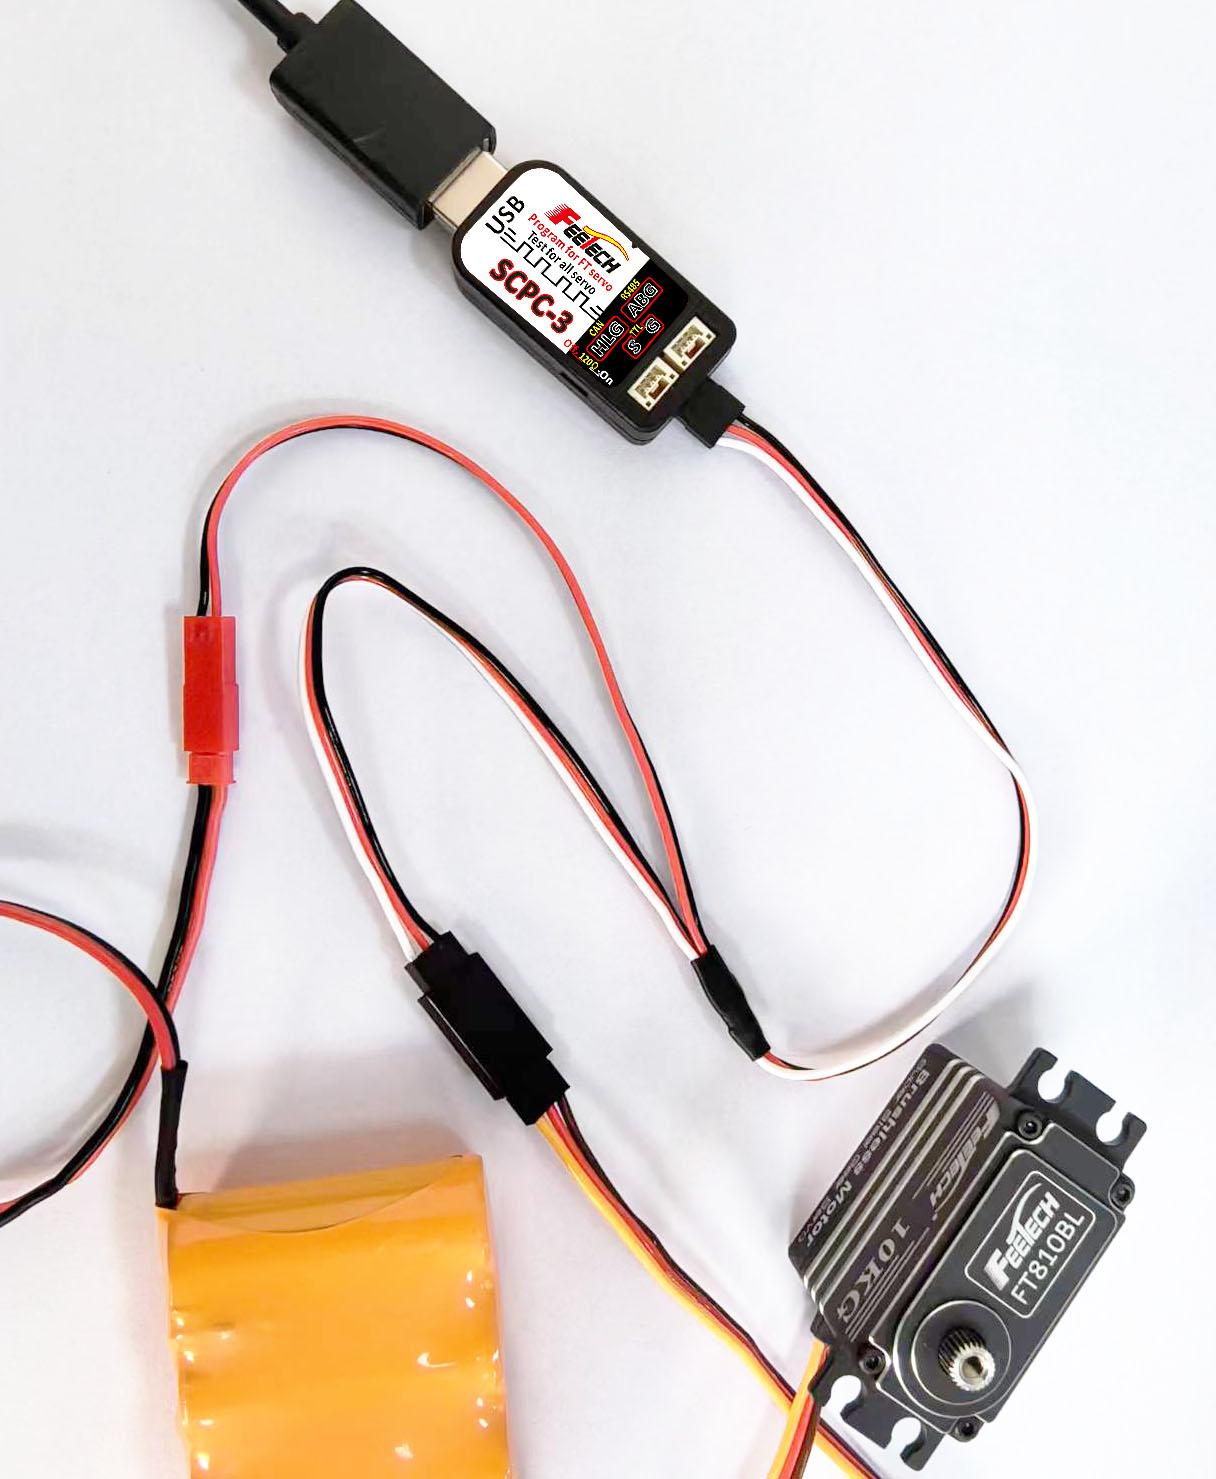 USB
FEETECH
Program for FT servo
Test for all servo
SCPC-3
RS485
ABG
CAN
HLG
TTL
S G
120Ω
On
Brushless Motor
FEETECH
10KG
FEETECH
FT810BL